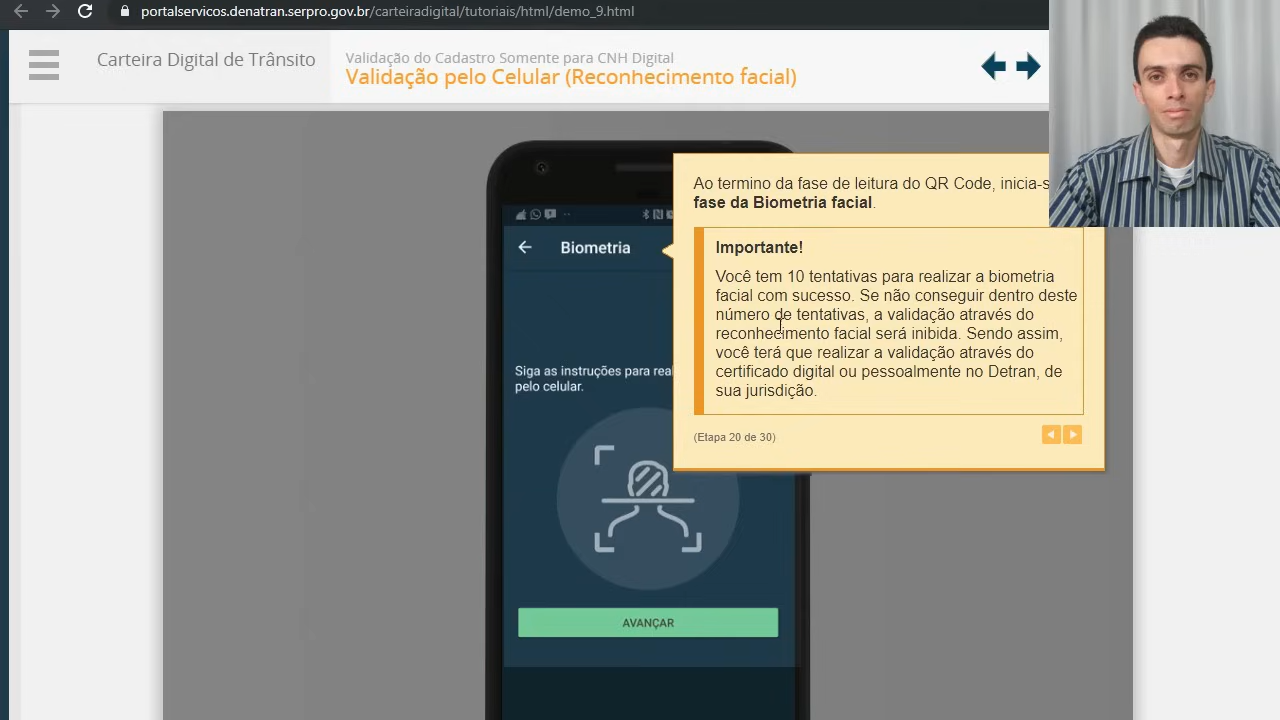 portalservicos.denatran.serpro.gov.br/carteiradigital/tutoriais/html/demo_9.html
Carteira Digital de Trânsito
Validação do Cadastro Somente para CNH Digital
Validação pelo Celular (Reconhecimento facial)
Ao termino da fase de leitura do QR Code, inicia-s
fase da Biometria facial.
Biometria
Importante!
Você tem 10 tentativas para realizar a biometria
facial com sucesso. Se não conseguir dentro deste
número de tentativas, a validação através do
reconhecimento facial será inibida. Sendo assim,
você terá que realizar a validação através do
certificado digital ou pessoalmente no Detran, de
sua jurisdição.
(Etapa 20 de 30)
Siga as instruções para real
pelo celular.
AVANÇAR